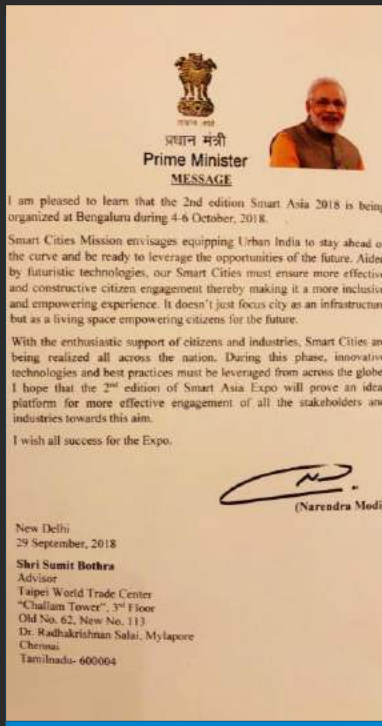 प्रधान मंत्री
Prime Minister
MESSAGE
I am pleased to learn that the 2nd edition Smart Asia 2018 is being
organized at Bengaluru during 4-6 October, 2018.
Smart Cities Mission envisages equipping Urban India to stay ahead o
the curve and be ready to leverage the opportunities of the future. Aided
by futuristic technologies, our Smart Cities must ensure more effective
and constructive citizen engagement thereby making it a more inclusive
and empowering experience. It doesn't just focus city as an infrastructure
but as a living space empowering citizens for the future.
With the enthusiastic support of citizens and industries, Smart Cities are
being realized all across the nation. During this phase, innovative
technologies and best practices must be leveraged from across the globe
I hope that the 2nd edition of Smart Asia Expo will prove an idea
platform for more effective engagement of all the stakeholders and
industries towards this aim.
I wish all success for the Expo.
(Narendra Modi
New Delhi
29 September, 2018
Shri Sumit Bothra
Advisor
Taipei World Trade Center
"Challam Tower", 3rd Floor
Old No. 62, New No. 113
Dr. Radhakrishnan Salai, Mylapore
Chennai
Tamilnadu- 600004